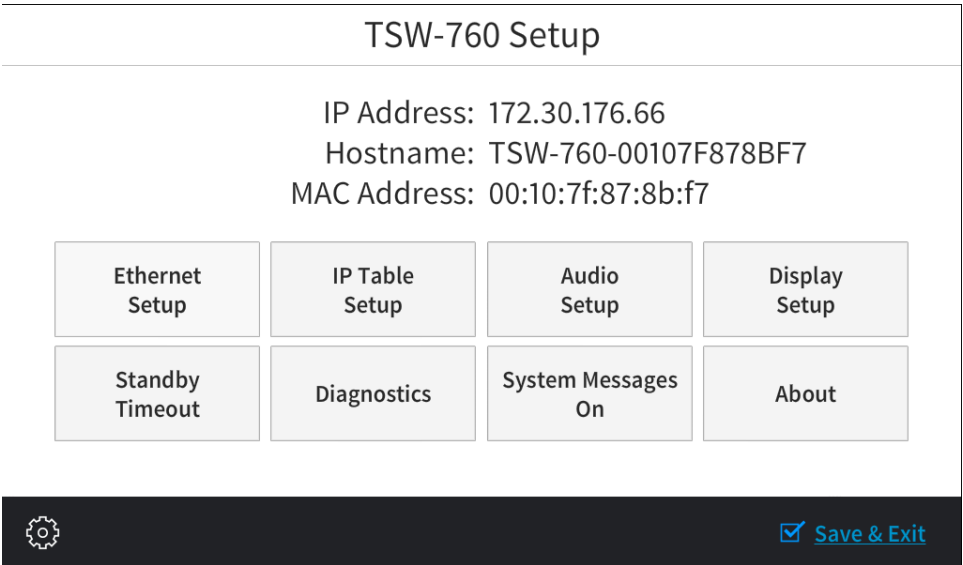 TSW-760 Setup
IP Address: 172.30.176.66
Hostname: TSW-760-00107F878BF7
MAC Address: 00:10:7f:87:8b:f7
Ethernet
Setup
IP Table
Setup
Audio
Setup
Display
Setup
Standby
Timeout
Diagnostics
System Messages
On
About
Save & Exit